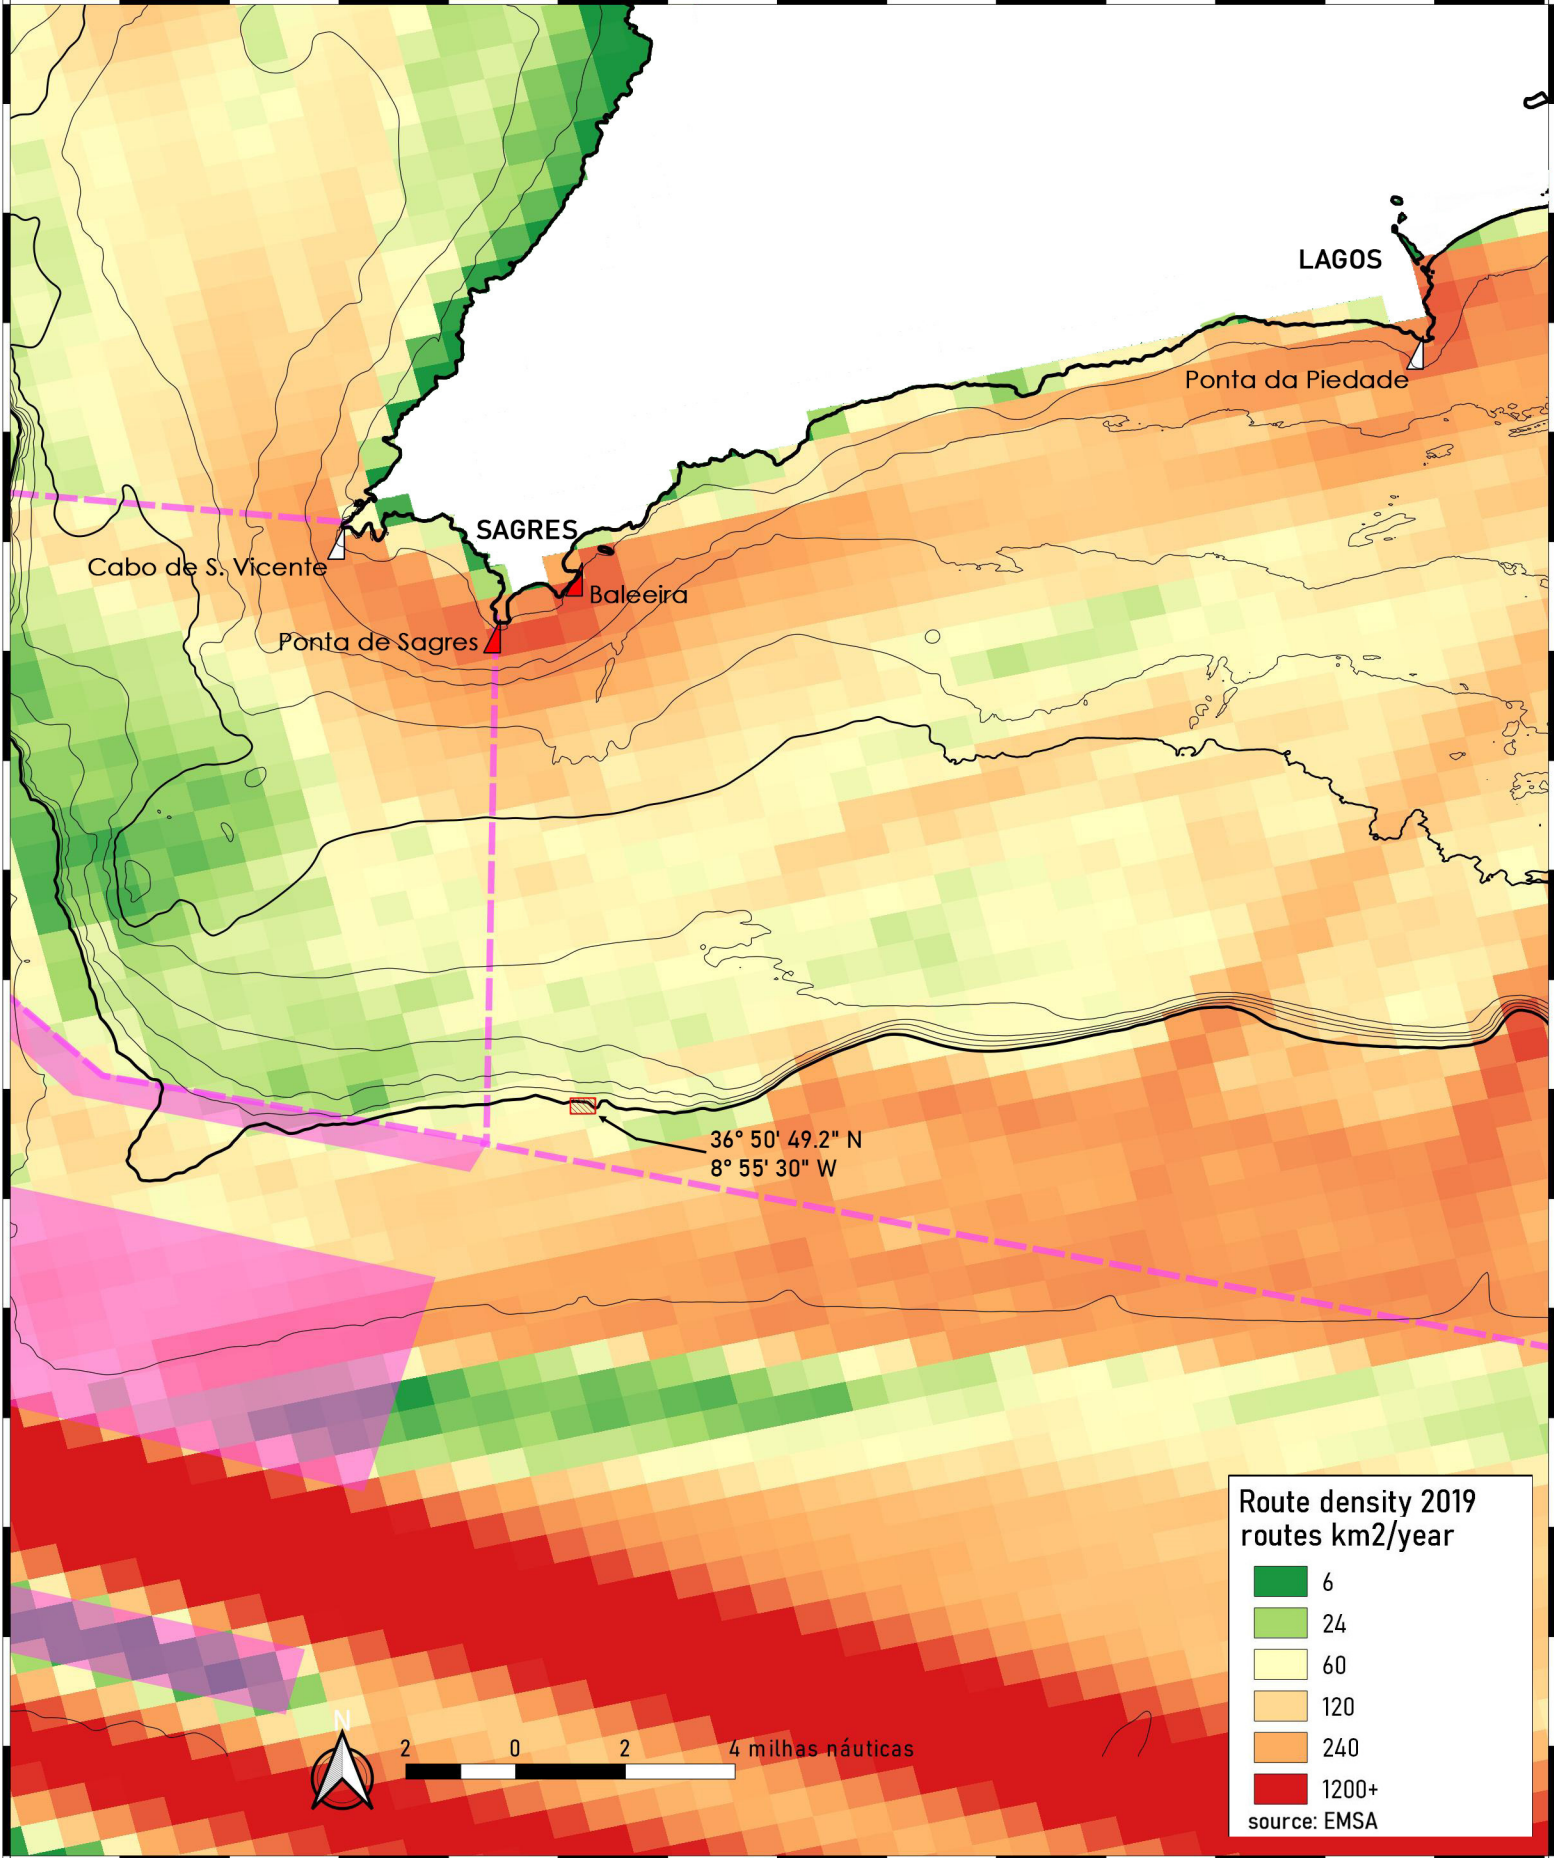 LAGOS
Ponta da Piedade
SAGRES
Cabo de S. Vicente
Baleeira
Ponta de Sagres
36° 50' 49.2" N
8° 55' 30" W
Route density 2019
routes km2/year
6
24
60
120
240
1200+
source: EMSA
N
2 0 2 4 milhas náuticas